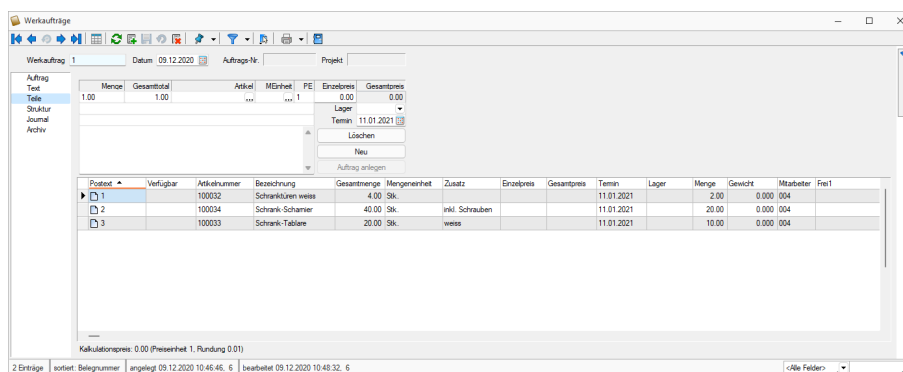 Werkaufträge
Werkauftrag 1 Datum 09.12.2020 Auftrags-Nr. Projekt
Auftrag
Text
Teile
Struktur
Journal
Archiv
Menge Gesamttotal Artikel MEinheit PE Einzelpreis Gesamtpreis
1.00 1.00 ... ... 1 0.00 0.00
Lager
Termin 11.01.2021
Löschen
Neu
Auftrag anlegen
Postext Verfügbar Artikelnummer Bezeichnung Gesamtmenge Mengeneinheit Zusatz Einzelpreis Gesamtpreis Termin Lager Menge Gewicht Mitarbeiter Frei1
1 100032 Schranktüren weiss 4.00 Stk. 11.01.2021 2.00 0.000 004
2 100034 Schrank-Scharnier 40.00 Stk. inkl. Schrauben 11.01.2021 20.00 0.000 004
3 100033 Schrank-Tablare 20.00 Stk. weiss 11.01.2021 10.00 0.000 004
Kalkulationspreis: 0.00 (Preiseinheit 1, Rundung 0.01)
2 Einträge sortiert: Belegnummer angelegt 09.12.2020 10:46:46, 6 bearbeitet 09.12.2020 10:48:32, 6 <Alle Felder>